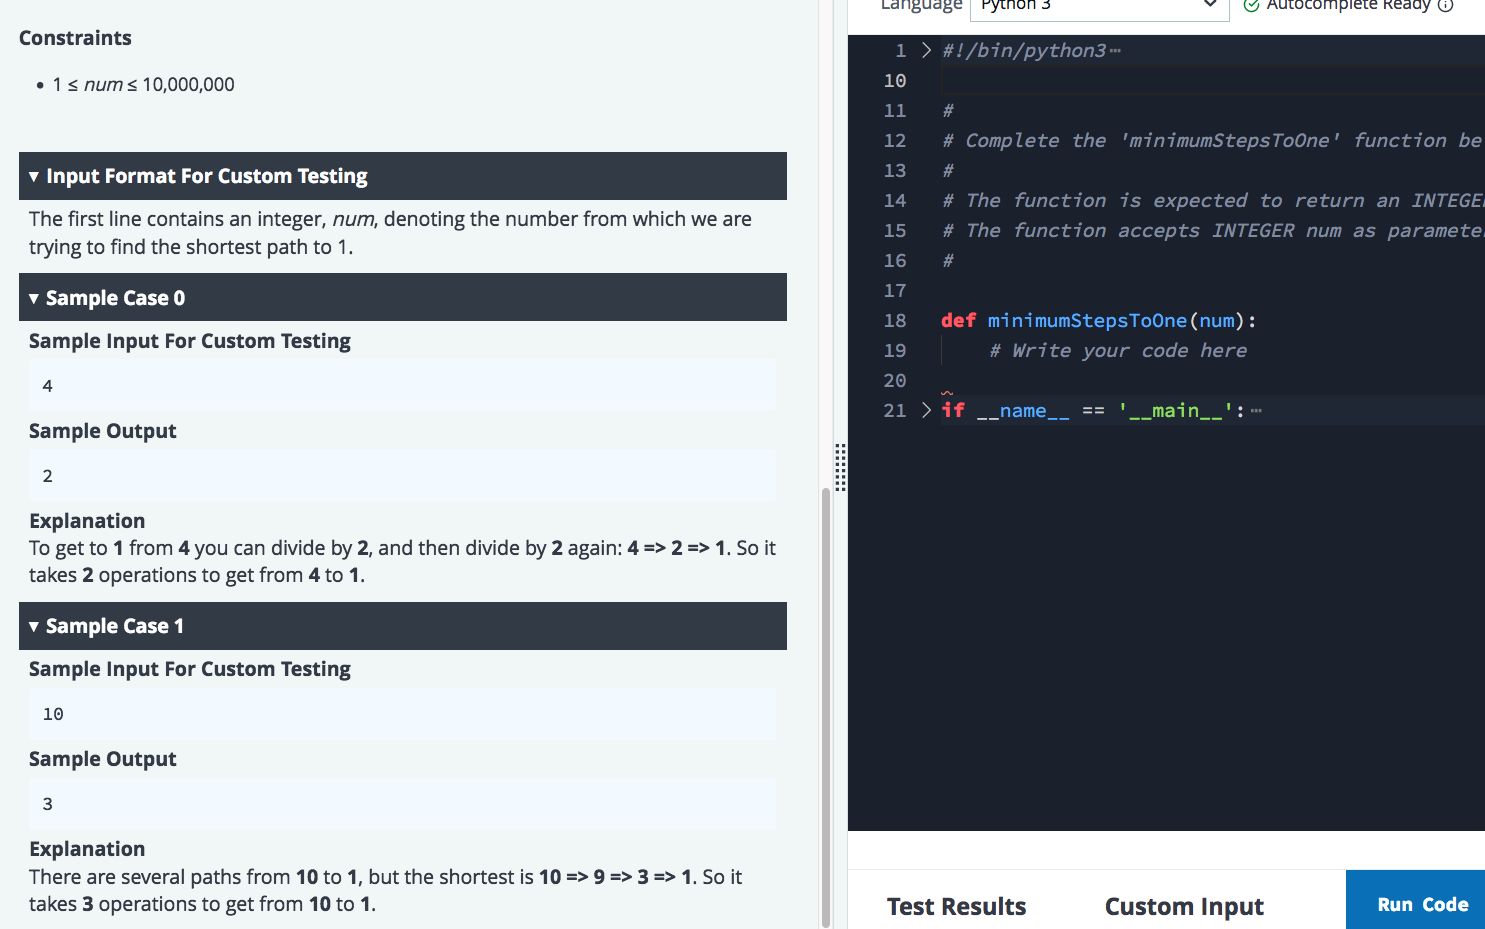 Constraints
• 1 ≤ num ≤ 10,000,000
▼ Input Format For Custom Testing
The first line contains an integer, num, denoting the number from which we are
trying to find the shortest path to 1.
▼ Sample Case 0
Sample Input For Custom Testing
4
Sample Output
2
Explanation
To get to 1 from 4 you can divide by 2, and then divide by 2 again: 4 => 2 => 1. So it
takes 2 operations to get from 4 to 1.
▼ Sample Case 1
Sample Input For Custom Testing
10
Sample Output
3
Explanation
There are several paths from 10 to 1, but the shortest is 10 => 9 => 3 => 1. So it
takes 3 operations to get from 10 to 1.
Language Python 3 Autocomplete Ready
1 #!/bin/python3
10
11 #
12 # Complete the 'minimumStepsToOne' function be
13 #
14 # The function is expected to return an INTEGE
15 # The function accepts INTEGER num as paramete
16 #
17
18 def minimumStepsToOne(num):
19 # Write your code here
20
21 if __name__ == '__main__':
Test Results Custom Input Run Code